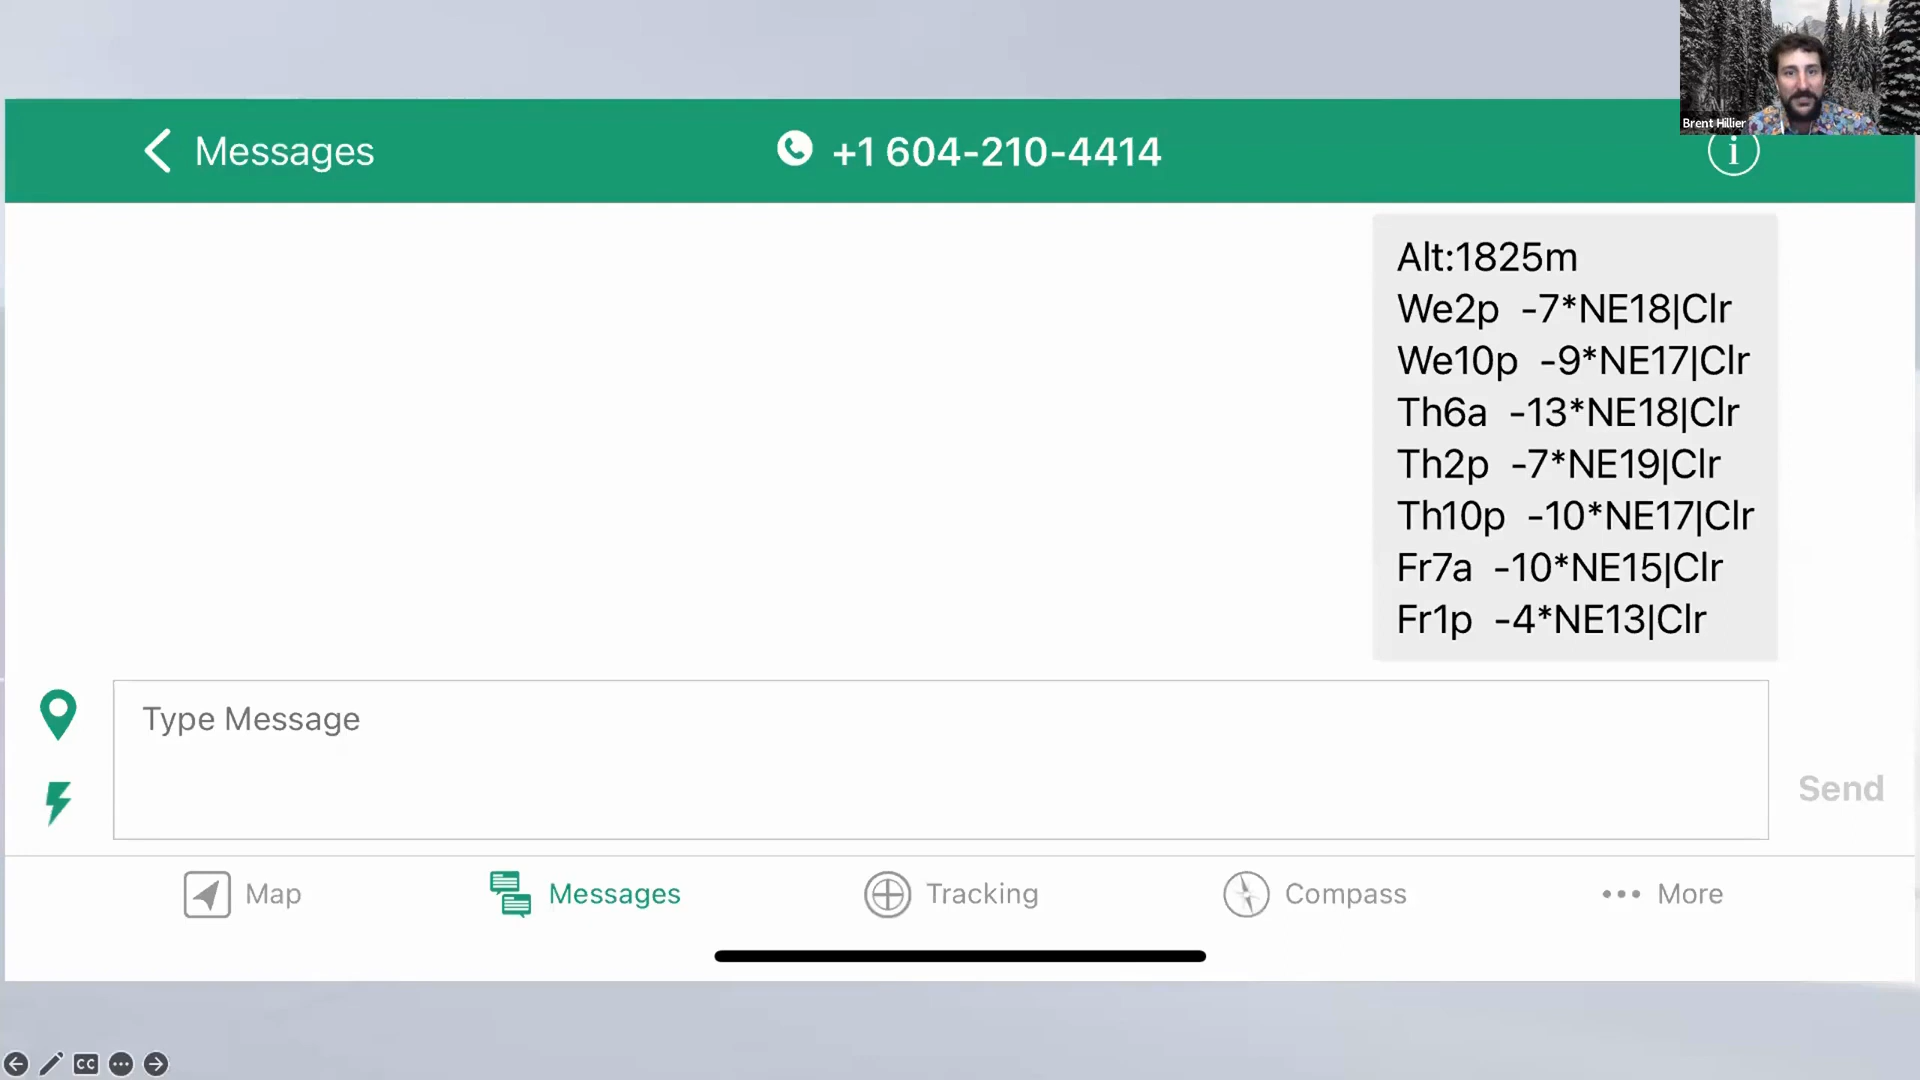 Brent Hillier
Messages
+1 604-210-4414
i
Alt:1825m
We2p -7*NE18|Clr
We10p -9*NE17|Clr
Th6a -13*NE18|Clr
Th2p -7*NE19|Clr
Th10p -10*NE17|Clr
Fr7a -10*NE15|Clr
Fr1p -4*NE13|Clr
Type Message
Send
Map
Messages
Tracking
Compass
More
CC